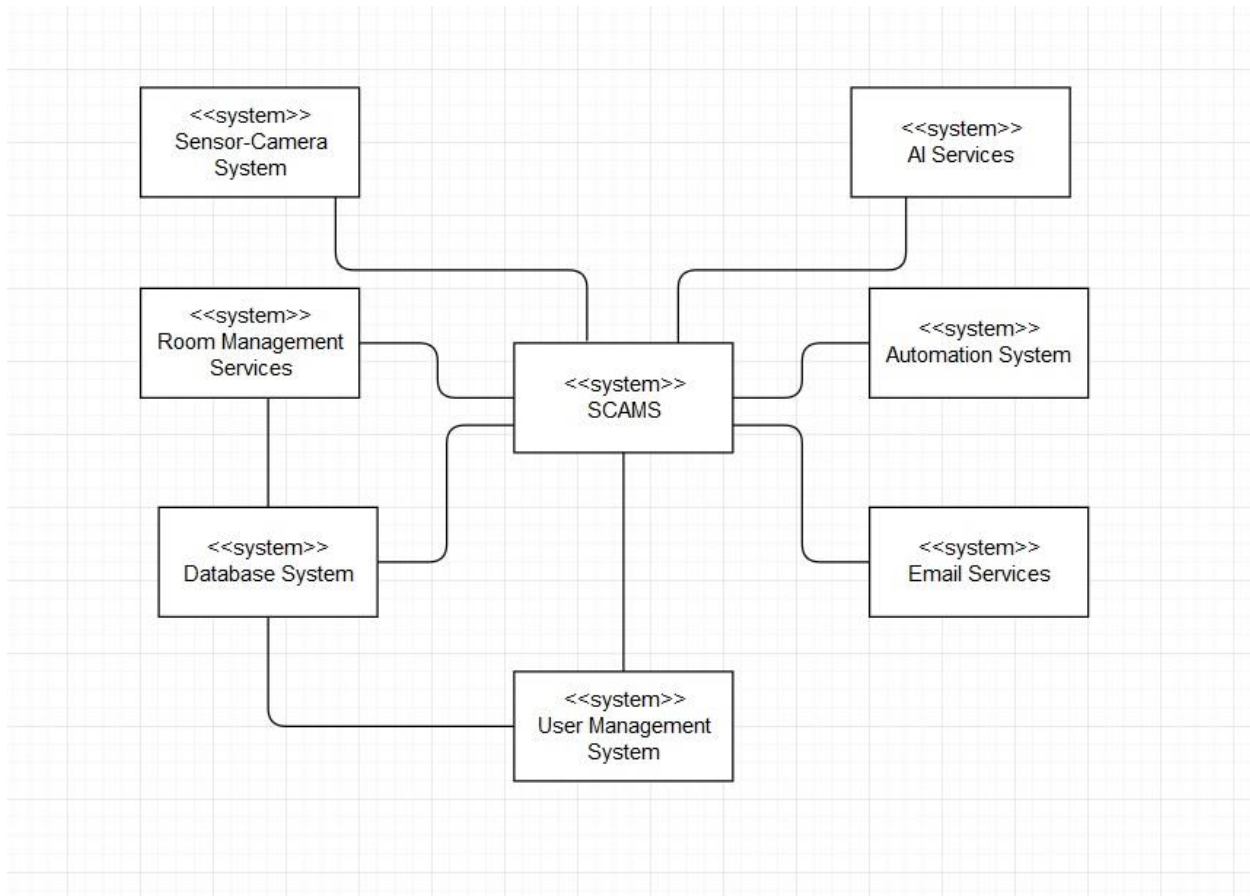 <<system>>
Sensor-Camera
System
<<system>>
AI Services
<<system>>
Room Management
Services
<<system>>
Automation System
<<system>>
SCAMS
<<system>>
Database System
<<system>>
Email Services
<<system>>
User Management
System